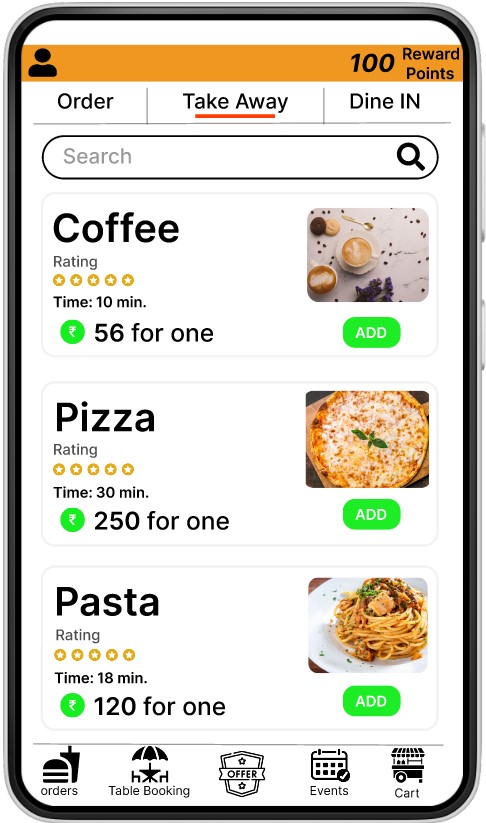 100 Reward Points
Order Take Away Dine IN
Search
Coffee
Rating
Time: 10 min.
₹ 56 for one
ADD
Pizza
Rating
Time: 30 min.
₹ 250 for one
ADD
Pasta
Rating
Time: 18 min.
₹ 120 for one
ADD
OFFER
orders Table Booking Events Cart